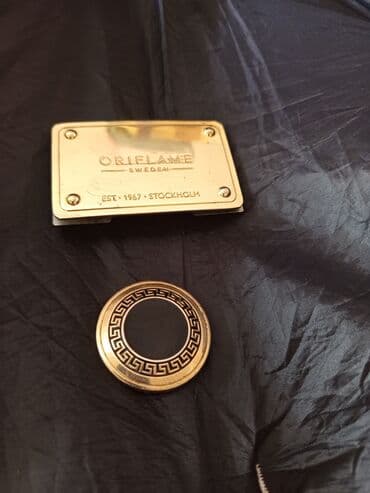 ORIFLAME
SWEDEN
EST · 1967 · STOCKHOLM